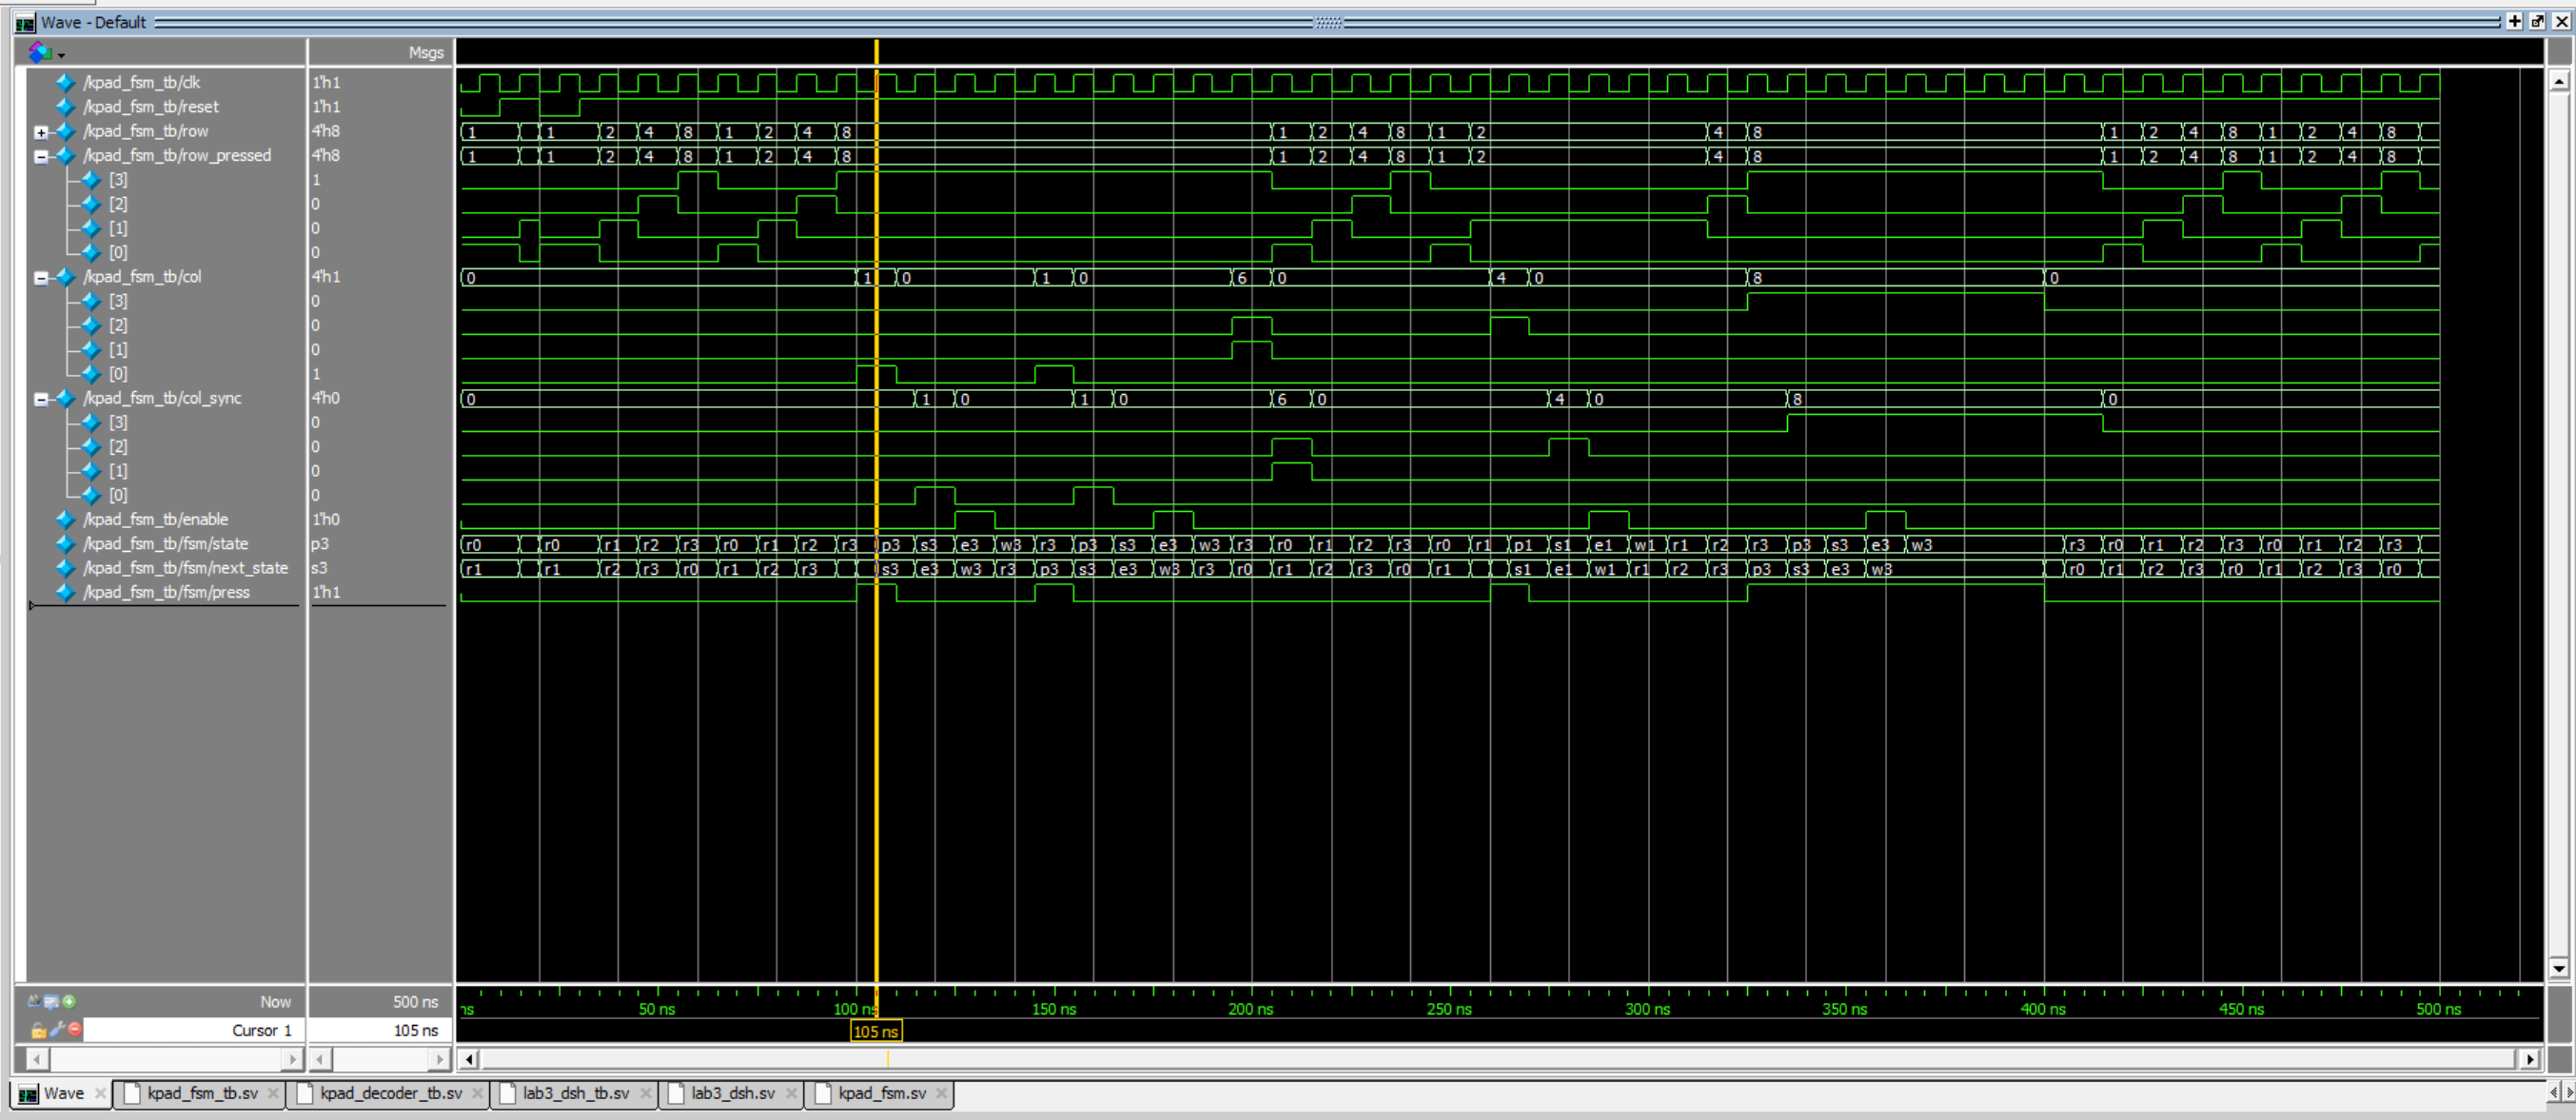 Wave - Default
Msgs
/kpad_fsm_tb/clk 1'h1
/kpad_fsm_tb/reset 1'h1
/kpad_fsm_tb/row 4'h8 1 1 2 4 8 1 2 4 8 1 2 4 8 1 2 4 8 1 2 4 8 1 2 4 8
/kpad_fsm_tb/row_pressed 4'h8 1 1 2 4 8 1 2 4 8 1 2 4 8 1 2 4 8 1 2 4 8 1 2 4 8
[3] 1
[2] 0
[1] 0
[0] 0
/kpad_fsm_tb/col 4'h1 0 1 0 1 0 6 0 4 0 8 0
[3] 0
[2] 0
[1] 0
[0] 1
/kpad_fsm_tb/col_sync 4'h0 0 1 0 1 0 6 0 4 0 8 0
[3] 0
[2] 0
[1] 0
[0] 0
/kpad_fsm_tb/enable 1'h0
/kpad_fsm_tb/fsm/state p3 r0 r0 r1 r2 r3 r0 r1 r2 r3 p3 s3 e3 w3 r3 p3 s3 e3 w3 r3 r0 r1 r2 r3 r0 r1 p1 s1 e1 w1 r1 r2 r3 p3 s3 e3 w3 r3 r0 r1 r2 r3 r0 r1 r2 r3
/kpad_fsm_tb/fsm/next_state s3 r1 r1 r2 r3 r0 r1 r2 r3 s3 e3 w3 r3 p3 s3 e3 w3 r3 r0 r1 r2 r3 r0 r1 s1 e1 w1 r1 r2 r3 p3 s3 e3 w3 r0 r1 r2 r3 r0 r1 r2 r3 r0
/kpad_fsm_tb/fsm/press 1'h1
Now 500 ns ns 50 ns 100 ns 150 ns 200 ns 250 ns 300 ns 350 ns 400 ns 450 ns 500 ns
Cursor 1 105 ns 105 ns
Wave kpad_fsm_tb.sv kpad_decoder_tb.sv lab3_dsh_tb.sv lab3_dsh.sv kpad_fsm.sv